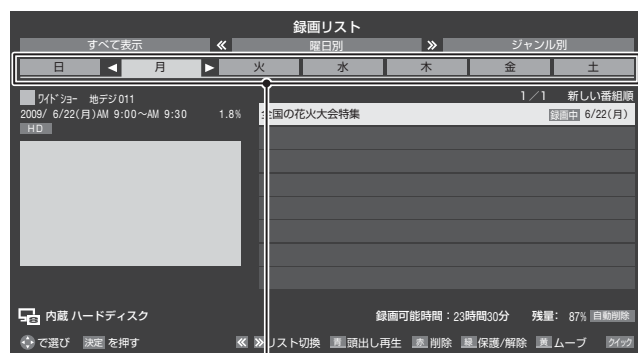 録画リスト
すべて表示 ≪ 曜日別 ≫ ジャンル別
日 ◀ 月 ▶ 火 水 木 金 土
ワイドショー 地デジ011
2009/ 6/22(月)AM 9:00～AM 9:30 1.8%
HD
1／1 新しい番組順
全国の花火大会特集 録画中 6/22(月)
内蔵 ハードディスク
録画可能時間：23時間30分 残量： 87% 自動削除
で選び 決定 を押す ≪ ≫リスト切換 青 頭出し再生 赤 削除 緑 保護/解除 黄 ムーブ クイック